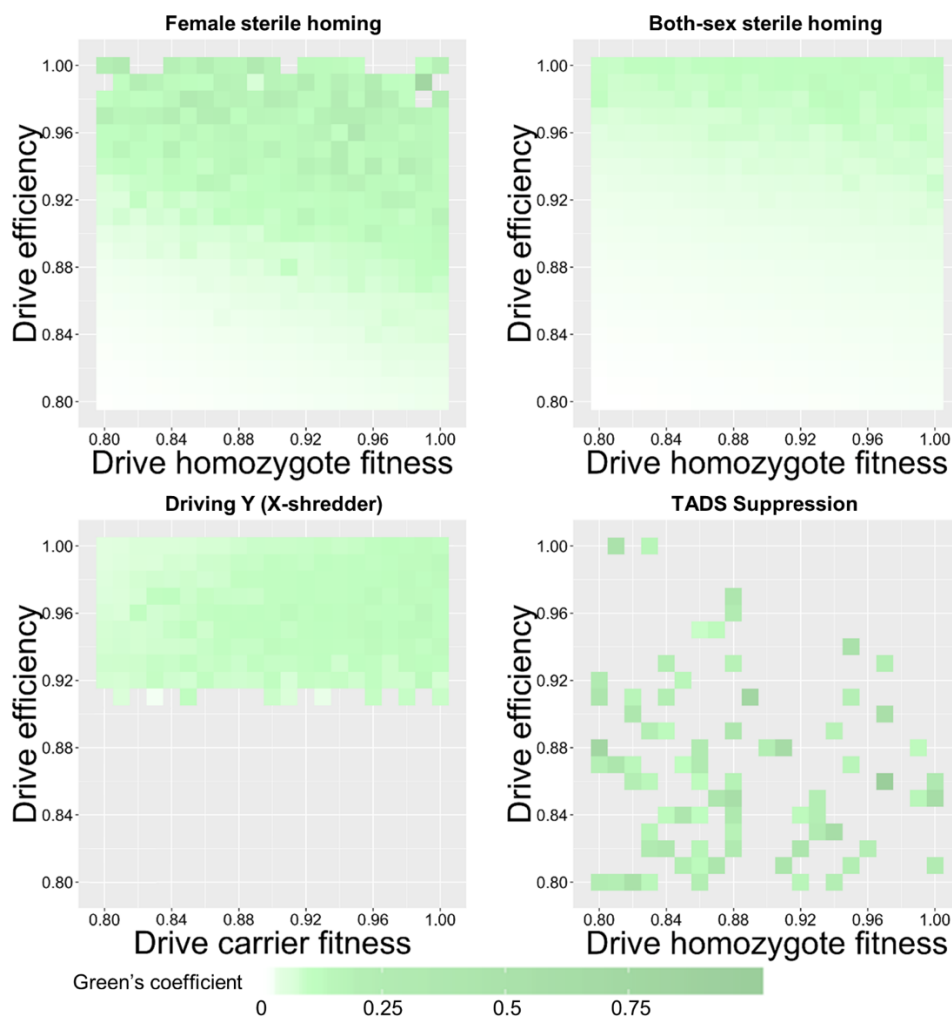 Female sterile homing
Both-sex sterile homing
Drive efficiency
1.00
0.96
0.92
0.88
0.84
0.80
0.80 0.84 0.88 0.92 0.96 1.00
Drive homozygote fitness
Drive efficiency
1.00
0.96
0.92
0.88
0.84
0.80
0.80 0.84 0.88 0.92 0.96 1.00
Drive homozygote fitness
Driving Y (X-shredder)
TADS Suppression
Drive efficiency
1.00
0.96
0.92
0.88
0.84
0.80
0.80 0.84 0.88 0.92 0.96 1.00
Drive carrier fitness
Drive efficiency
1.00
0.96
0.92
0.88
0.84
0.80
0.80 0.84 0.88 0.92 0.96 1.00
Drive homozygote fitness
Green's coefficient
0 0.25 0.5 0.75